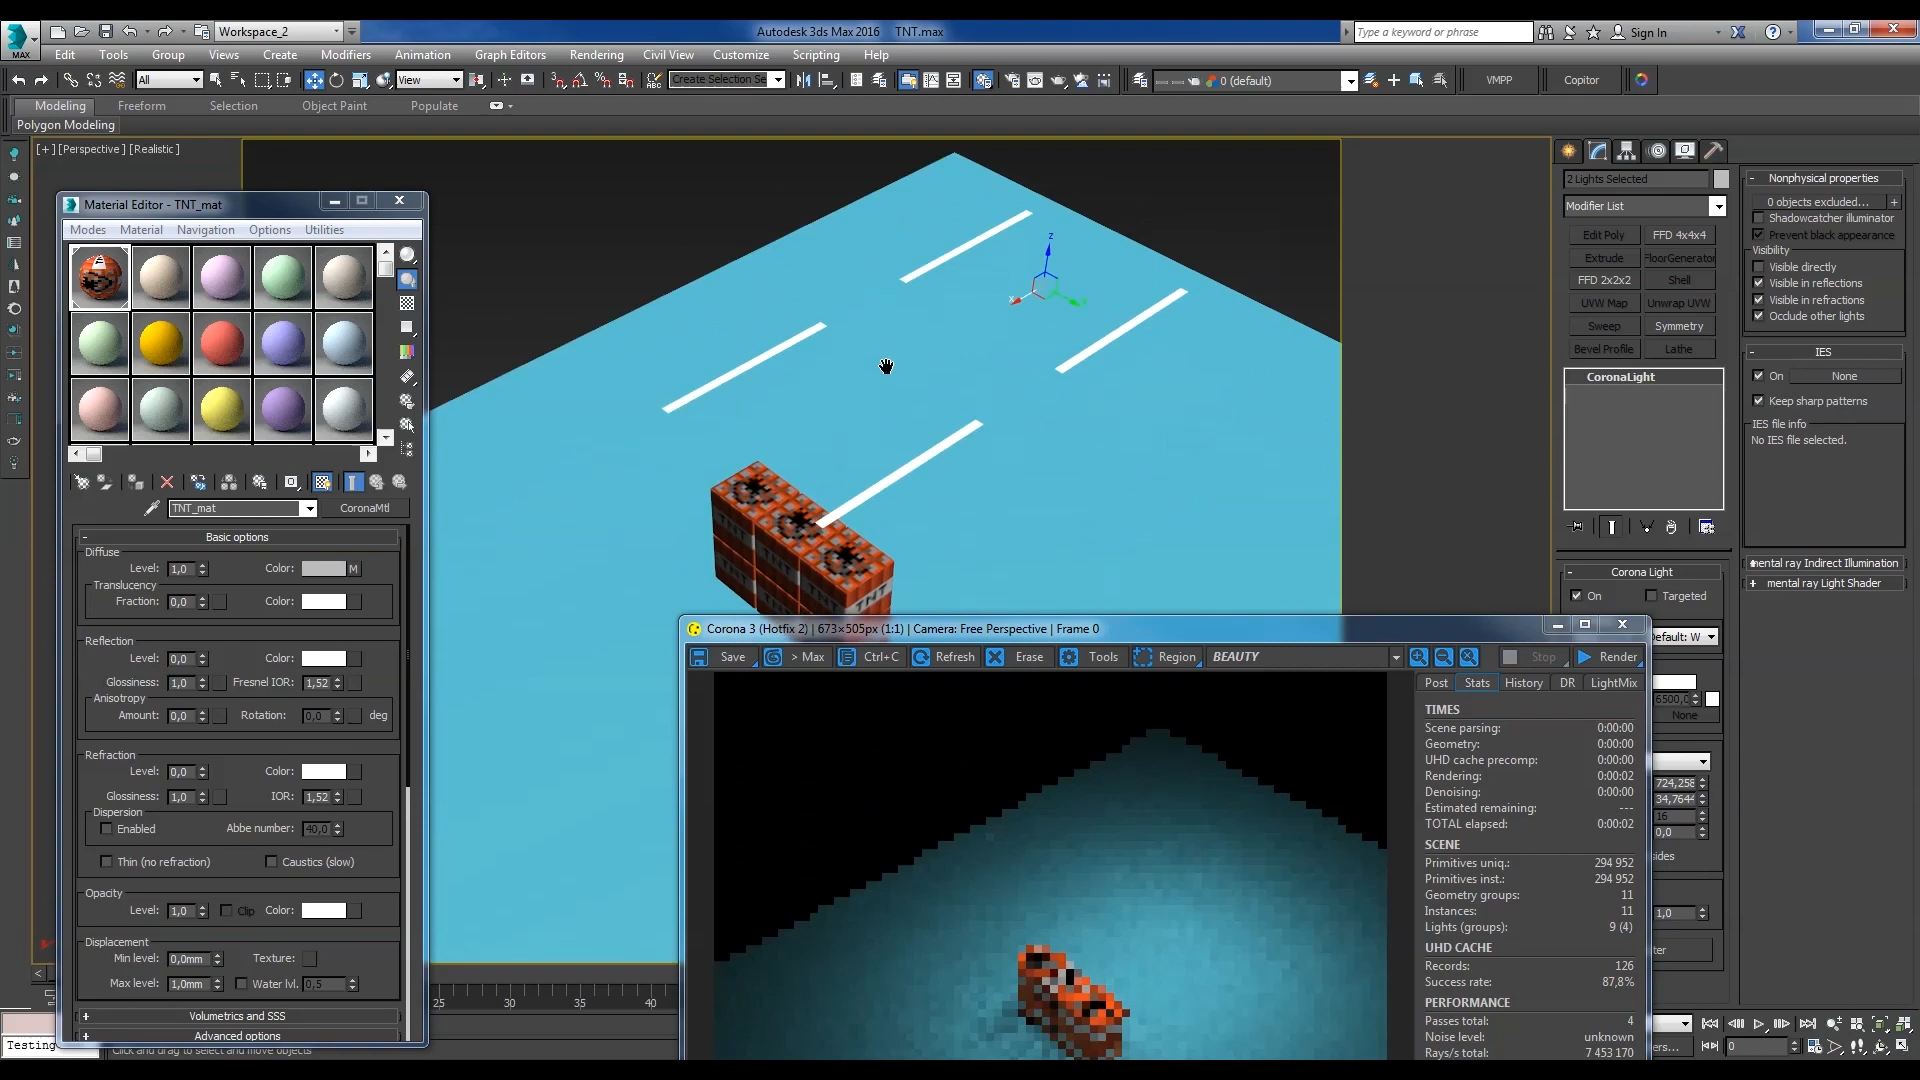 Workspace_2
Autodesk 3ds Max 2016 TNT.max
Type a keyword or phrase
Sign In
MAX
Edit Tools Group Views Create Modifiers Animation Graph Editors Rendering Civil View Customize Scripting Help
All View Create Selection Se 0 (default) VMPP Copitor
Modeling Freeform Selection Object Paint Populate
Polygon Modeling
[+] [Perspective] [Realistic]
Material Editor - TNT_mat
Modes Material Navigation Options Utilities
TNT_mat CoronaMtl
Basic options
Diffuse
Level: 1,0 Color: M
Translucency
Fraction: 0,0 Color:
Reflection
Level: 0,0 Color:
Glossiness: 1,0 Fresnel IOR: 1,52
Anisotropy
Amount: 0,0 Rotation: 0,0 deg
Refraction
Level: 0,0 Color:
Glossiness: 1,0 IOR: 1,52
Dispersion
Enabled Abbe number: 40,0
Thin (no refraction) Caustics (slow)
Opacity
Level: 1,0 Clip Color:
Displacement
Min level: 0,0mm Texture:
Max level: 1,0mm Water lvl. 0,5
Volumetrics and SSS
Advanced options
Testing
Click and drag to select and move objects
25 30 35 40
z
x
TNT TNT TNT
TNT
Corona 3 (Hotfix 2) | 673×505px (1:1) | Camera: Free Perspective | Frame 0
Save > Max Ctrl+C Refresh Erase Tools Region BEAUTY Stop Render
Post Stats History DR LightMix
TIMES
Scene parsing: 0:00:00
Geometry: 0:00:00
UHD cache precomp: 0:00:00
Rendering: 0:00:02
Denoising: 0:00:00
Estimated remaining: ---
TOTAL elapsed: 0:00:02
SCENE
Primitives uniq.: 294 952
Primitives inst.: 294 952
Geometry groups: 11
Instances: 11
Lights (groups): 9 (4)
UHD CACHE
Records: 126
Success rate: 87,8%
PERFORMANCE
Passes total: 4
Noise level: unknown
Rays/s total: 7 453 170
2 Lights Selected
Modifier List
Edit Poly FFD 4x4x4
Extrude FloorGenerator
FFD 2x2x2 Shell
UVW Map Unwrap UVW
Sweep Symmetry
Bevel Profile Lathe
CoronaLight
Corona Light
On Targeted
Default: W
6500,0
None
724,258
34,7644
16
0,0
sides
1,0
Nonphysical properties
0 objects excluded... +
Shadowcatcher illuminator
Prevent black appearance
Visibility
Visible directly
Visible in reflections
Visible in refractions
Occlude other lights
IES
On None
Keep sharp patterns
IES file info
No IES file selected.
mental ray Indirect Illumination
mental ray Light Shader
0